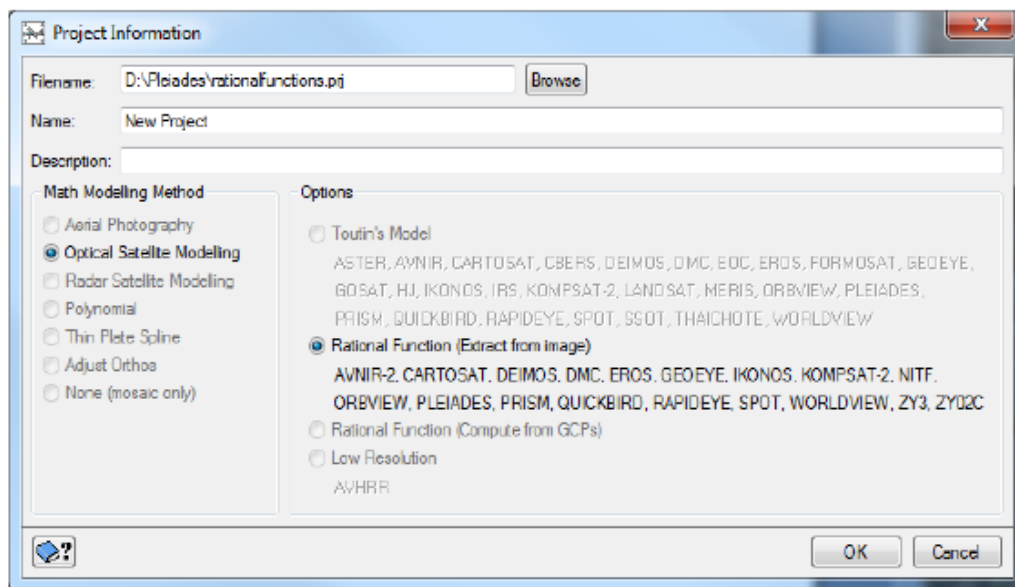 Project Information
X
Filename: D:\Pleiades\rationalfunctions.prj Browse
Name: New Project
Description:
Math Modelling Method
Aerial Photography
Optical Satellite Modelling
Radar Satellite Modelling
Polynomial
Thin Plate Spline
Adjust Orthos
None (mosaic only)
Options
Toutin's Model
ASTER, AVNIR, CARTOSAT, CBERS, DEIMOS, DMC, EOC, EROS, FORMOSAT, GEOEYE,
GOSAT, HJ, IKONOS, IRS, KOMPSAT-2, LANDSAT, MERIS, ORBVIEW, PLEIADES,
PRISM, QUICKBIRD, RAPIDEYE, SPOT, SSOT, THAICHOTE, WORLDVIEW
Rational Function (Extract from image)
AVNIR-2, CARTOSAT, DEIMOS, DMC, EROS, GEOEYE, IKONOS, KOMPSAT-2, NITF,
ORBVIEW, PLEIADES, PRISM, QUICKBIRD, RAPIDEYE, SPOT, WORLDVIEW, ZY3, ZY02C
Rational Function (Compute from GCPs)
Low Resolution
AVHRR
?
OK Cancel